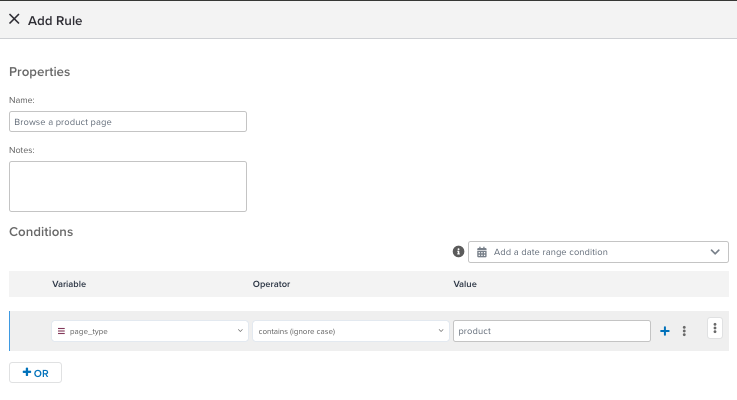 Add Rule
Properties
Name:
Browse a product page
Notes:
Conditions
Add a date range condition
Variable Operator Value
page_type contains (ignore case) product
OR